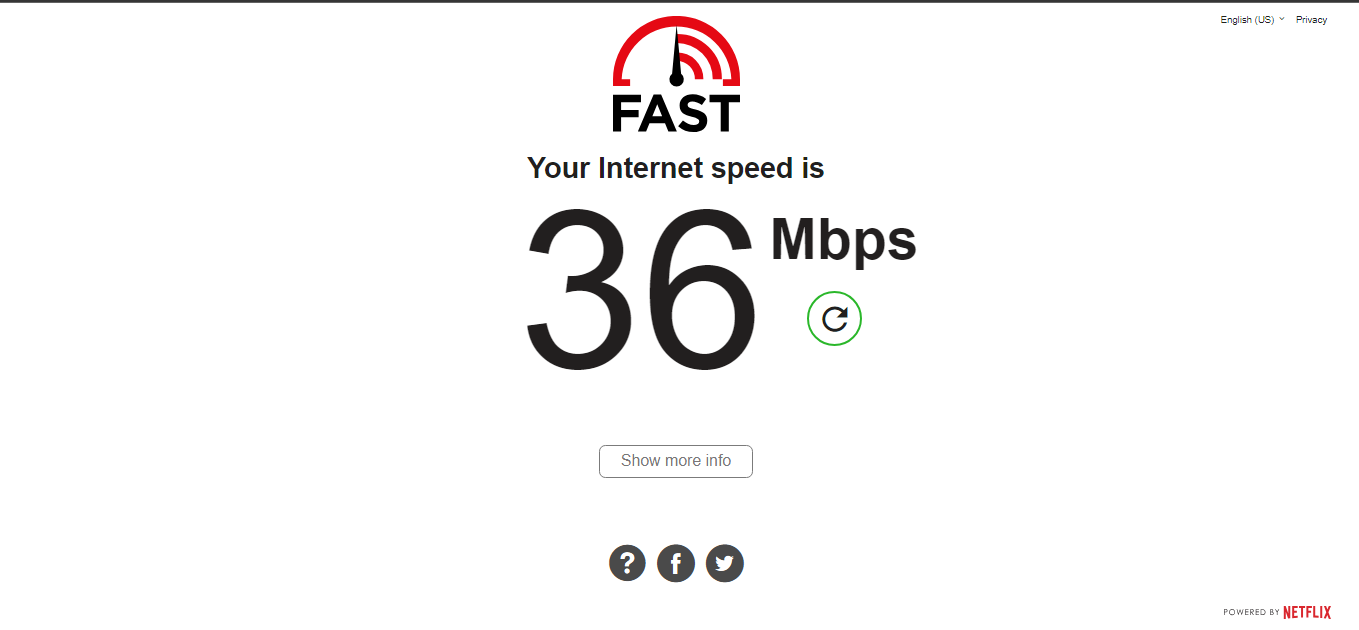 English (US) Privacy
FAST
Your Internet speed is
36 Mbps
Show more info
?
f
POWERED BY NETFLIX